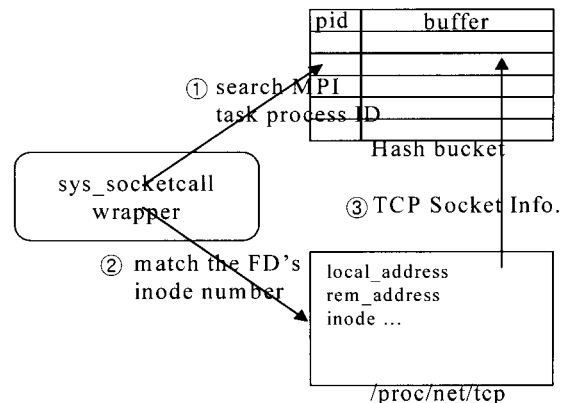 pid buffer
① search MPI
task process ID
Hash bucket
sys_socketcall
wrapper
③ TCP Socket Info.
② match the FD's
inode number
local_address
rem_address
inode ...
/proc/net/tcp